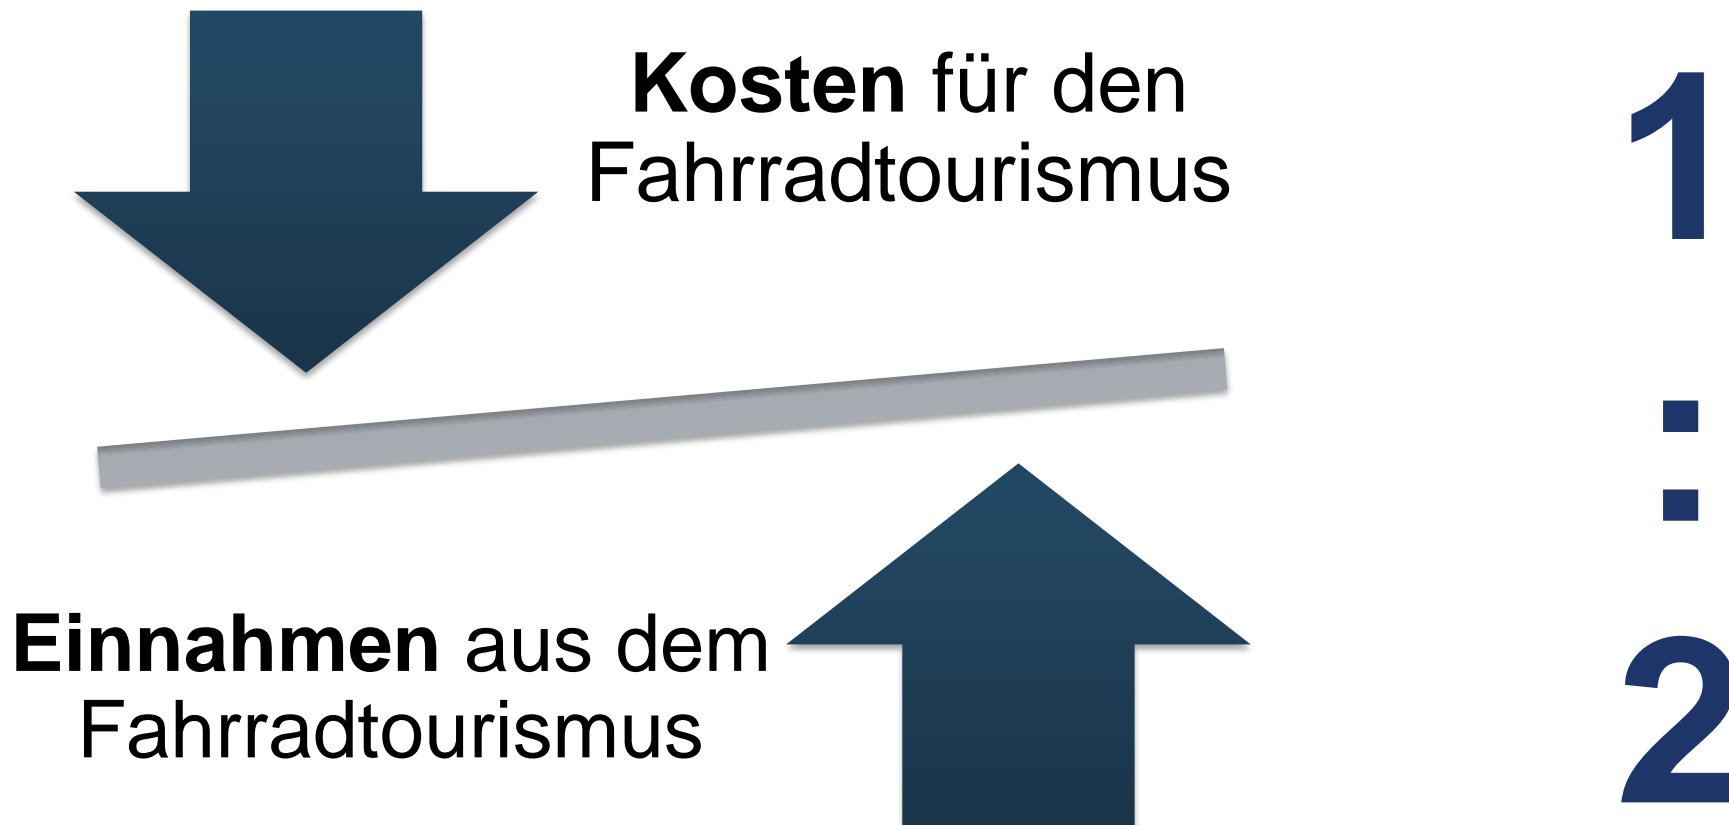 Kosten für den
Fahrradtourismus
1
:
Einnahmen aus dem
Fahrradtourismus
2